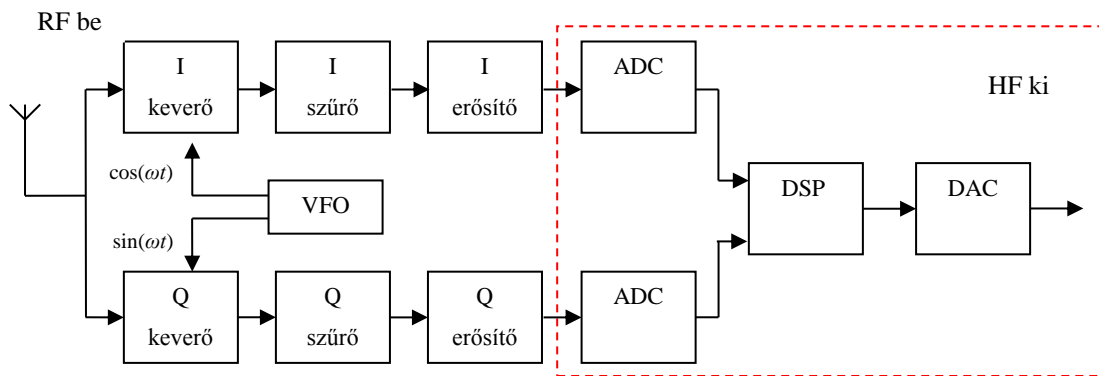 RF be
I
keverő
I
szűrő
I
erősítő
ADC
HF ki
cos(ωt)
VFO
sin(ωt)
DSP
DAC
Q
keverő
Q
szűrő
Q
erősítő
ADC